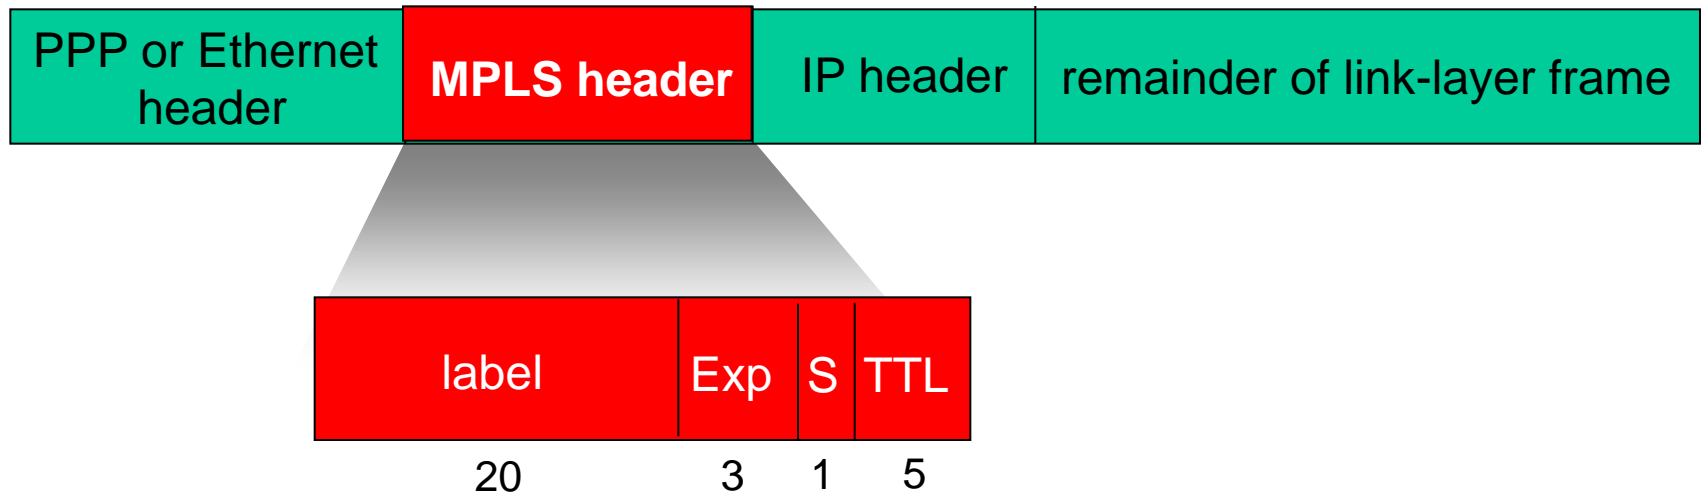 PPP or Ethernet
header
MPLS header
IP header
remainder of link-layer frame
label
Exp
S
TTL
20
3
1
5